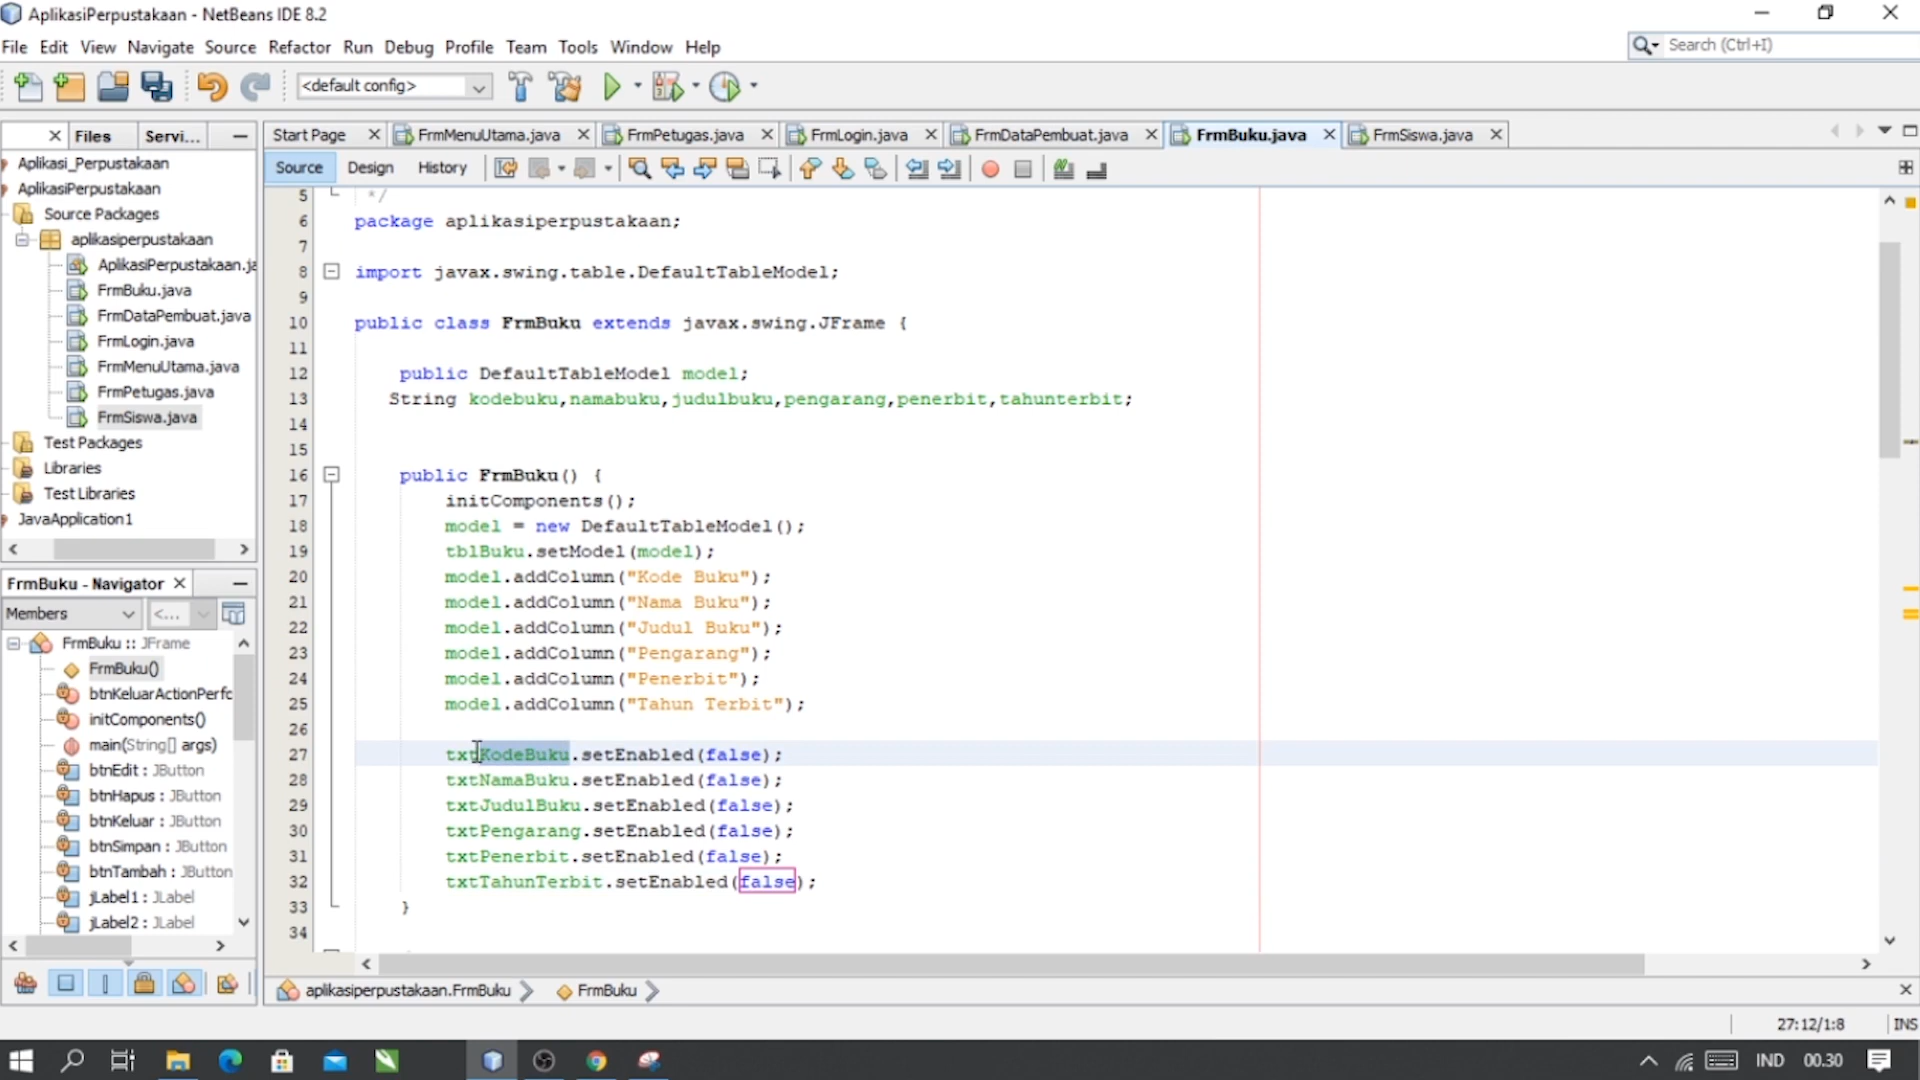 AplikasiPerpustakaan - NetBeans IDE 8.2
File Edit View Navigate Source Refactor Run Debug Profile Team Tools Window Help
Search (Ctrl+I)
<default config>
Files Servi...
Start Page FrmMenuUtama.java FrmPetugas.java FrmLogin.java FrmDataPembuat.java FrmBuku.java FrmSiswa.java
Source Design History
Aplikasi_Perpustakaan
AplikasiPerpustakaan
Source Packages
aplikasiperpustakaan
AplikasiPerpustakaan.ja
FrmBuku.java
FrmDataPembuat.java
FrmLogin.java
FrmMenuUtama.java
FrmPetugas.java
FrmSiswa.java
Test Packages
Libraries
Test Libraries
JavaApplication1
FrmBuku - Navigator
Members <...
FrmBuku :: JFrame
FrmBuku()
btnKeluarActionPerfo
initComponents()
main(String[] args)
btnEdit : JButton
btnHapus : JButton
btnKeluar : JButton
btnSimpan : JButton
btnTambah : JButton
jLabel1 : JLabel
jLabel2 : JLabel
5 */
6 package aplikasiperpustakaan;
7
8 import javax.swing.table.DefaultTableModel;
9
10 public class FrmBuku extends javax.swing.JFrame {
11
12 public DefaultTableModel model;
13 String kodebuku,namabuku,judulbuku,pengarang,penerbit,tahunterbit;
14
15
16 public FrmBuku() {
17 initComponents();
18 model = new DefaultTableModel();
19 tblBuku.setModel(model);
20 model.addColumn("Kode Buku");
21 model.addColumn("Nama Buku");
22 model.addColumn("Judul Buku");
23 model.addColumn("Pengarang");
24 model.addColumn("Penerbit");
25 model.addColumn("Tahun Terbit");
26
27 txtKodeBuku.setEnabled(false);
28 txtNamaBuku.setEnabled(false);
29 txtJudulBuku.setEnabled(false);
30 txtPengarang.setEnabled(false);
31 txtPenerbit.setEnabled(false);
32 txtTahunTerbit.setEnabled(false);
33 }
34
aplikasiperpustakaan.FrmBuku FrmBuku
27:12/1:8 INS
IND 00.30